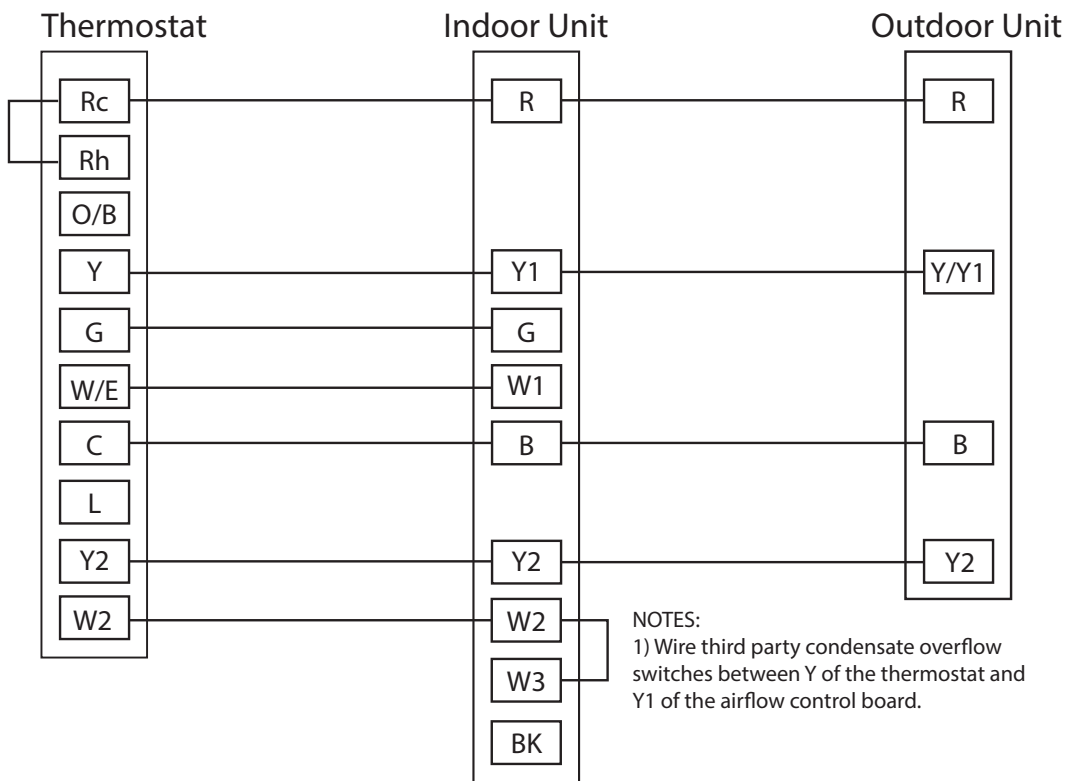 Thermostat Indoor Unit Outdoor Unit
Rc R R
Rh
O/B
Y Y1 Y/Y1
G G
W/E W1
C B B
L
Y2 Y2 Y2
W2 W2
W3
BK
NOTES:
1) Wire third party condensate overflow
switches between Y of the thermostat and
Y1 of the airflow control board.